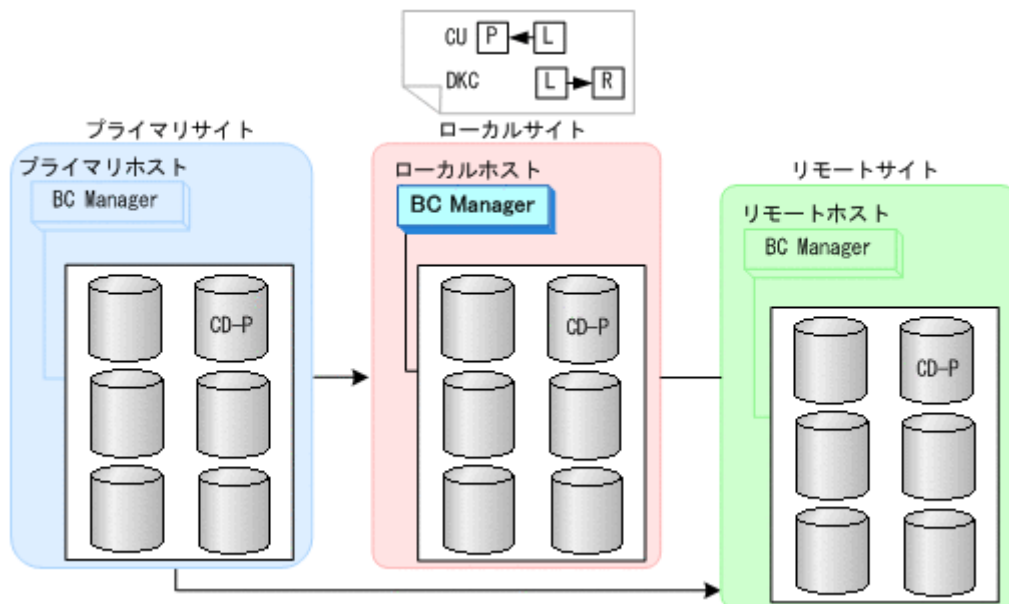 CU P L
DKC L R
プライマリサイト
ローカルサイト
リモートサイト
プライマリホスト
BC Manager
CD-P
ローカルホスト
BC Manager
CD-P
リモートホスト
BC Manager
CD-P